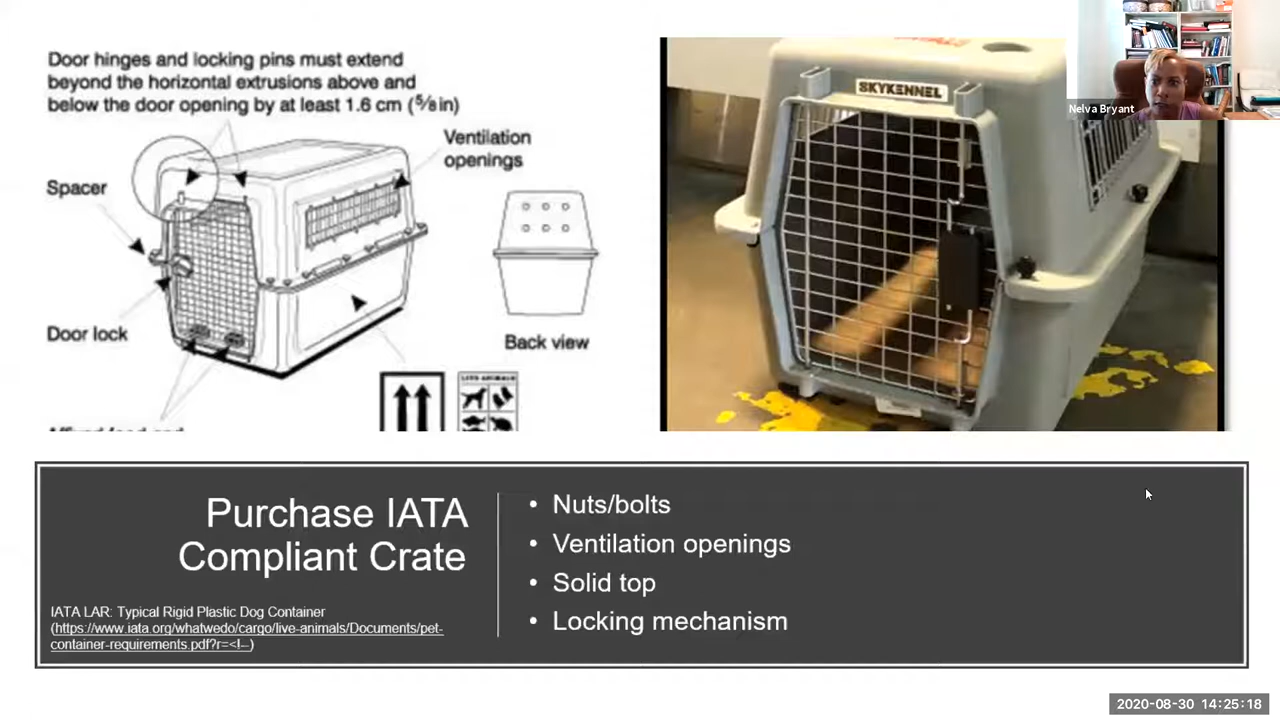 Door hinges and locking pins must extend
beyond the horizontal extrusions above and
below the door opening by at least 1.6 cm (5/8in)
Ventilation
openings
Spacer
Door lock
Back view
LIVE ANIMALS
SKYKENNEL
Nelva Bryant
Purchase IATA
Compliant Crate
IATA LAR: Typical Rigid Plastic Dog Container
(https://www.iata.org/whatwedo/cargo/live-animals/Documents/pet-
container-requirements.pdf?r=<!--)
• Nuts/bolts
• Ventilation openings
• Solid top
• Locking mechanism
2020-08-30 14:25:18